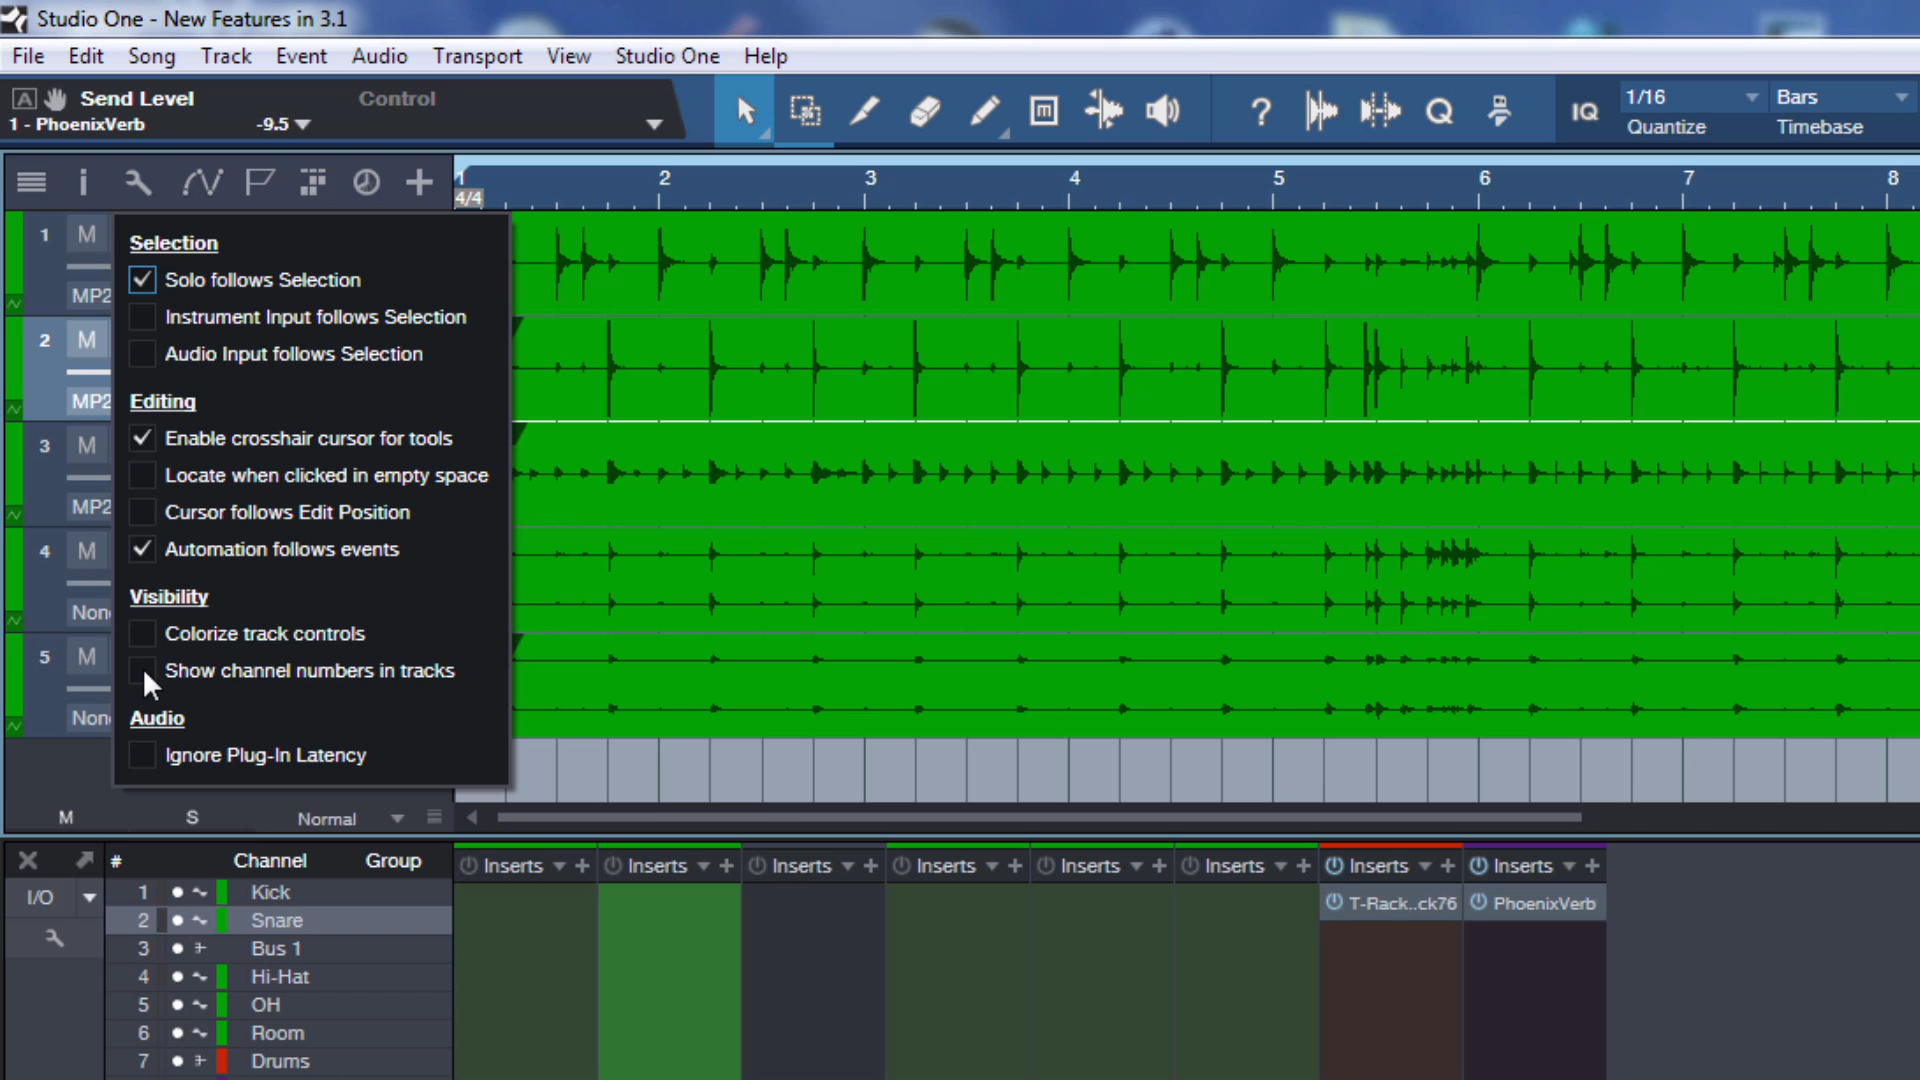 Studio One - New Features in 3.1
File Edit Song Track Event Audio Transport View Studio One Help
A Send Level Control
1 - PhoenixVerb -9.5
IQ 1/16 Bars
Quantize Timebase
1 2 3 4 5 6 7 8
4/4
1 M
MP2
2 M
MP2
3 M
MP2
4 M
Non
5 M
Non
Selection
Solo follows Selection
Instrument Input follows Selection
Audio Input follows Selection
Editing
Enable crosshair cursor for tools
Locate when clicked in empty space
Cursor follows Edit Position
Automation follows events
Visibility
Colorize track controls
Show channel numbers in tracks
Audio
Ignore Plug-In Latency
M S Normal
# Channel Group
I/O
1 Kick
2 Snare
3 Bus 1
4 Hi-Hat
5 OH
6 Room
7 Drums
Inserts Inserts Inserts Inserts Inserts Inserts Inserts Inserts
T-Rack..ck76 PhoenixVerb